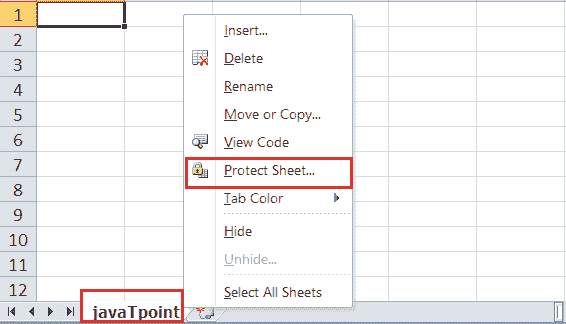 1
2
Insert...
3
Delete
4
Rename
5
Move or Copy...
6
View Code
7
Protect Sheet...
8
Tab Color
9
10
Hide
11
Unhide...
12
Select All Sheets
javaTpoint